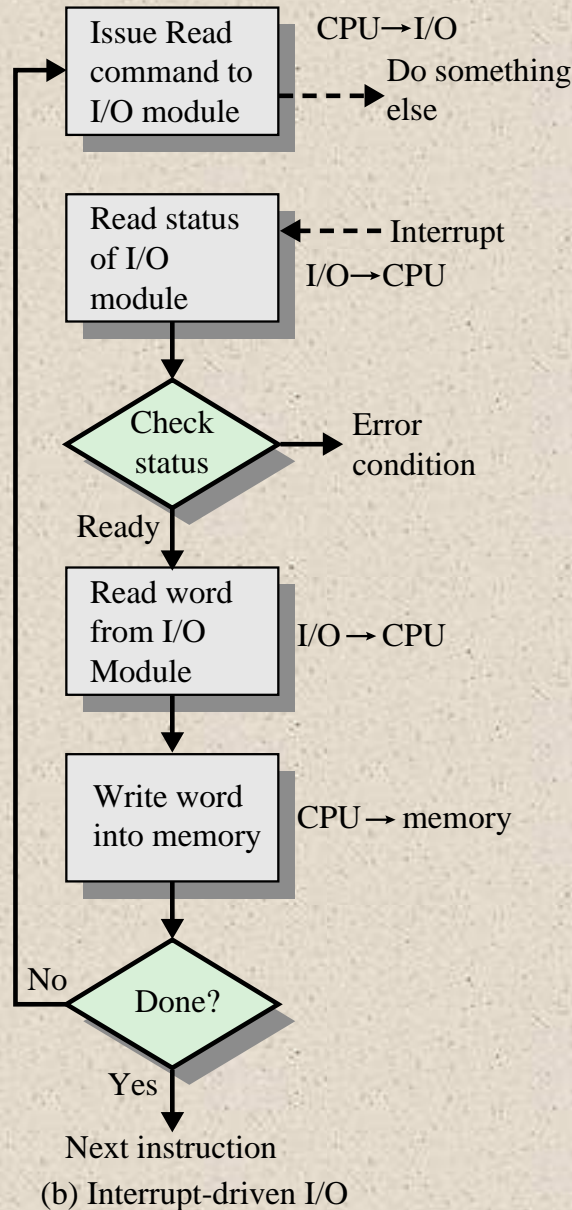 Issue Read
command to
I/O module
CPU→I/O
Do something
else
Read status
of I/O
module
Interrupt
I/O→CPU
Check
status
Error
condition
Ready
Read word
from I/O
Module
I/O→CPU
Write word
into memory
CPU→memory
No
Done?
Yes
Next instruction
(b) Interrupt-driven I/O